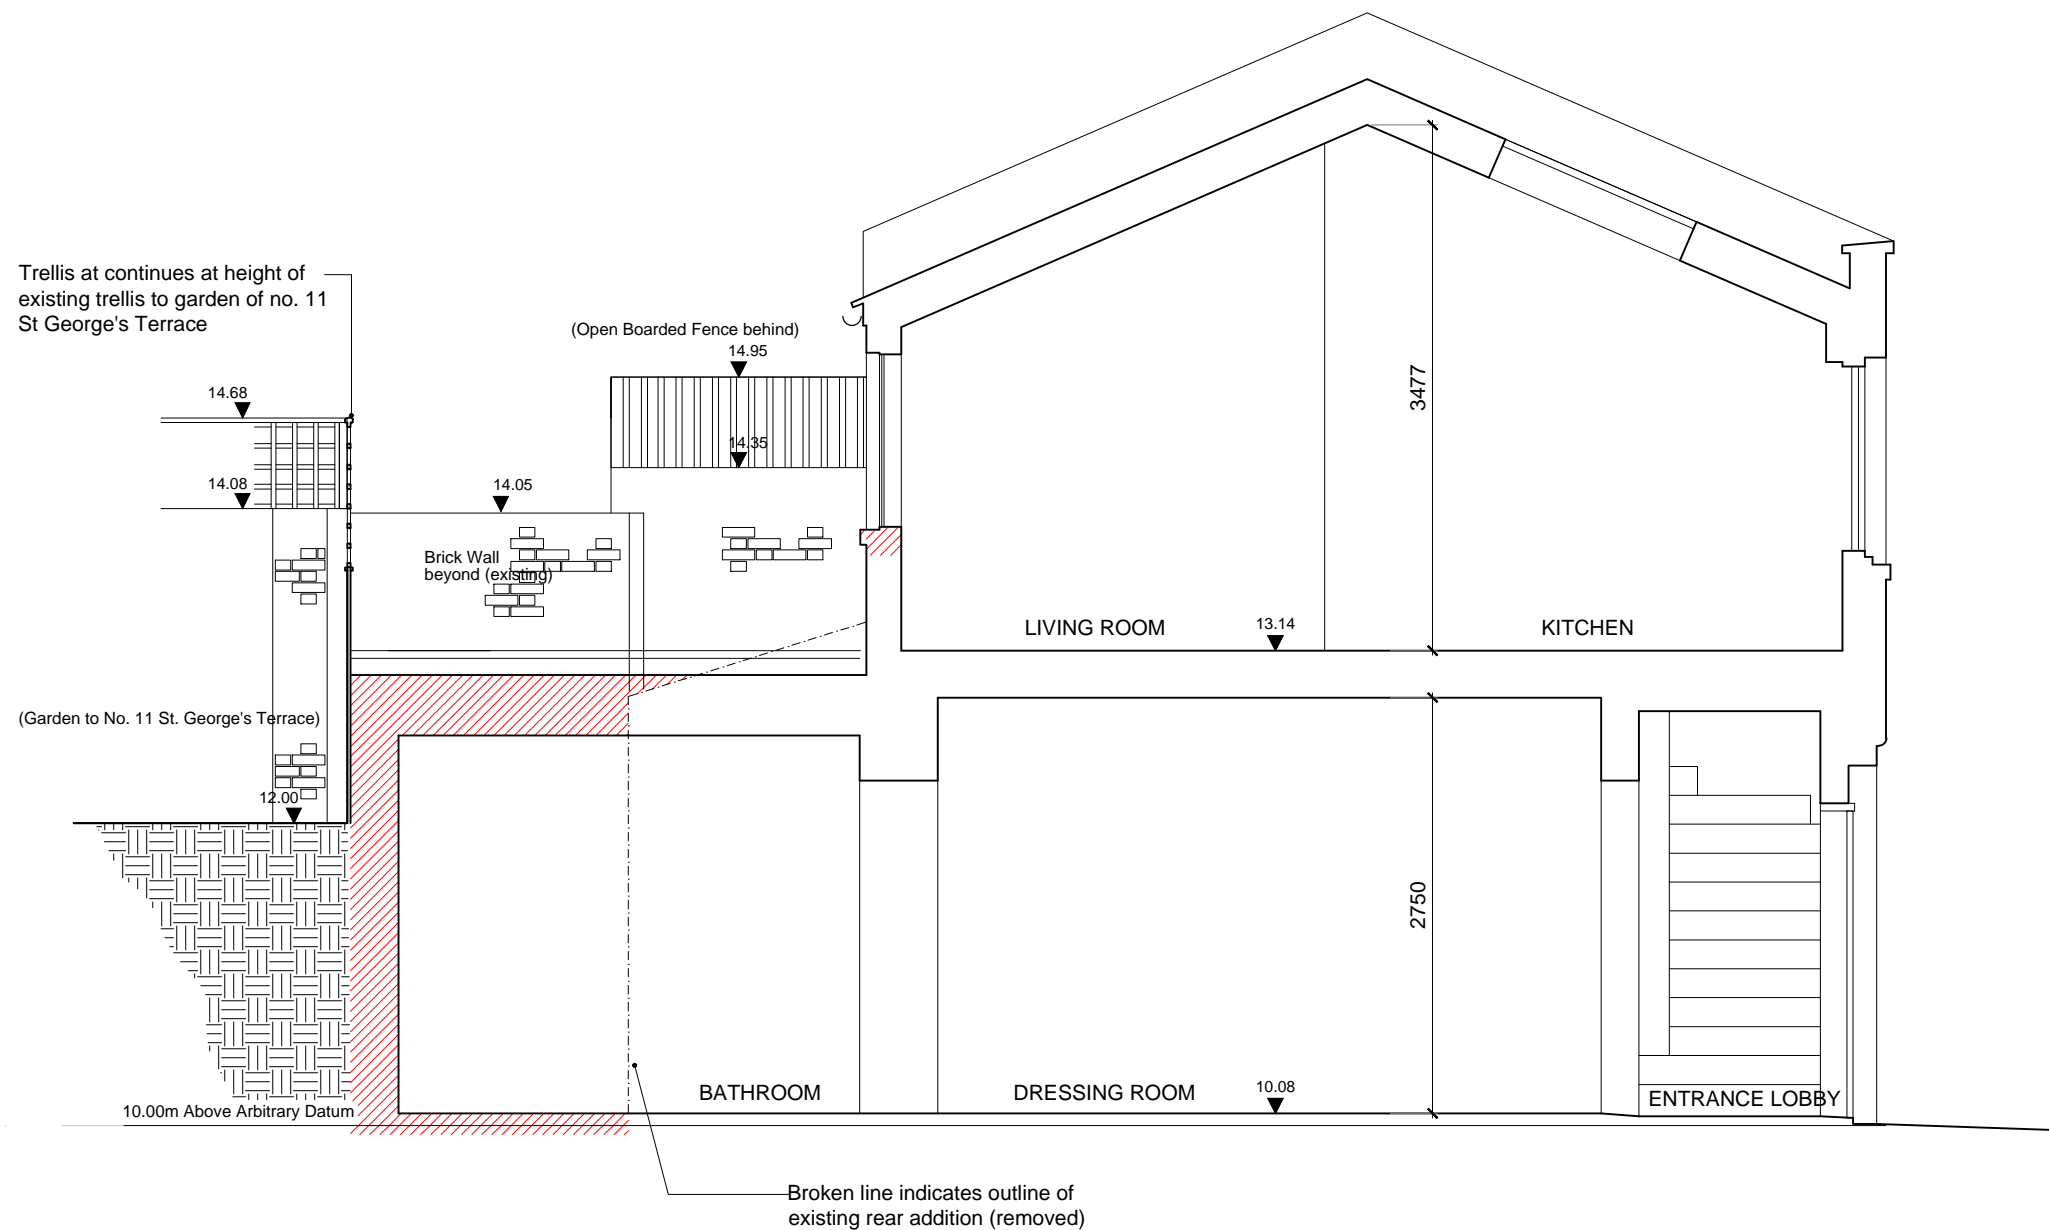 Trellis at continues at height of
existing trellis to garden of no. 11
St George's Terrace
(Open Boarded Fence behind)
14.95
14.68
14.35
14.08
14.05
3477
Brick Wall
beyond (existing)
LIVING ROOM
13.14
KITCHEN
(Garden to No. 11 St. George's Terrace)
12.00
2750
BATHROOM
DRESSING ROOM
10.08
ENTRANCE LOBBY
10.00m Above Arbitrary Datum
Broken line indicates outline of
existing rear addition (removed)